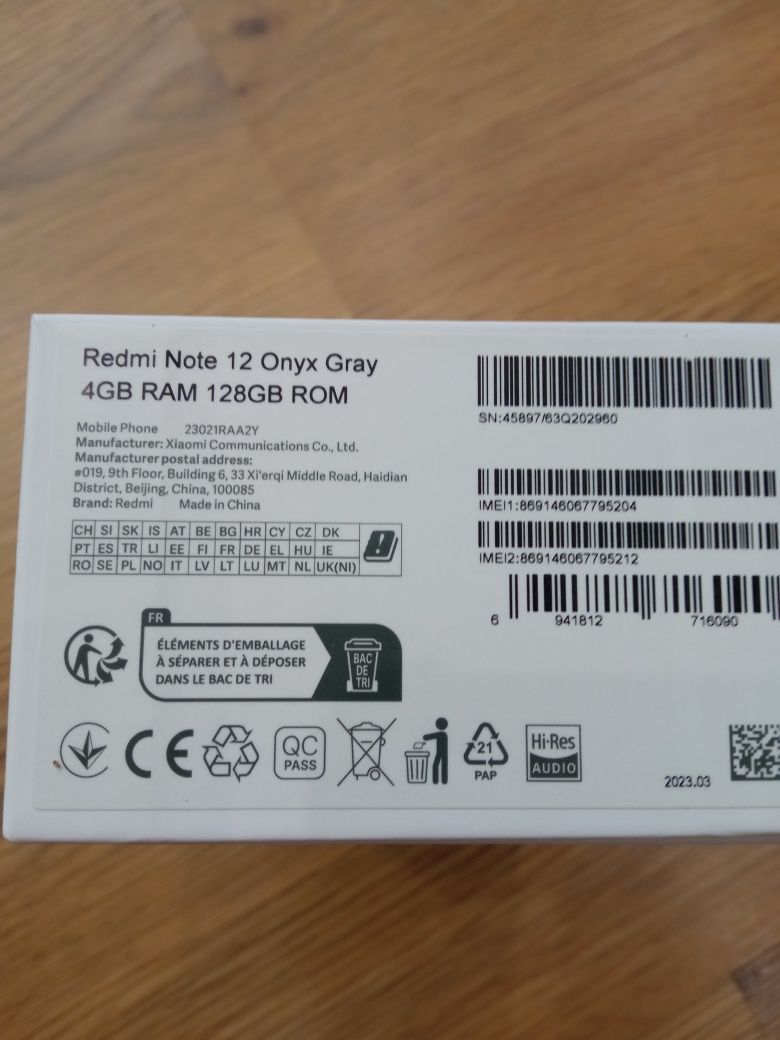 Redmi Note 12 Onyx Gray
4GB RAM 128GB ROM
Mobile Phone 23021RAA2Y
Manufacturer: Xiaomi Communications Co., Ltd.
Manufacturer postal address:
#019, 9th Floor, Building 6, 33 Xi'erqi Middle Road, Haidian
District, Beijing, China, 100085
Brand: Redmi Made in China
CH SI SK IS AT BE BG HR CY CZ DK
PT ES TR LI EE FI FR DE EL HU IE
RO SE PL NO IT LV LT LU MT NL UK(NI)
SN:45897/63Q202960
IMEI1:869146067795204
IMEI2:869146067795212
6 941812 716090
FR
ÉLÉMENTS D'EMBALLAGE
À SÉPARER ET À DÉPOSER
DANS LE BAC DE TRI
BAC
DE
TRI
CE
QC
PASS
21
PAP
Hi-Res
AUDIO
2023.03